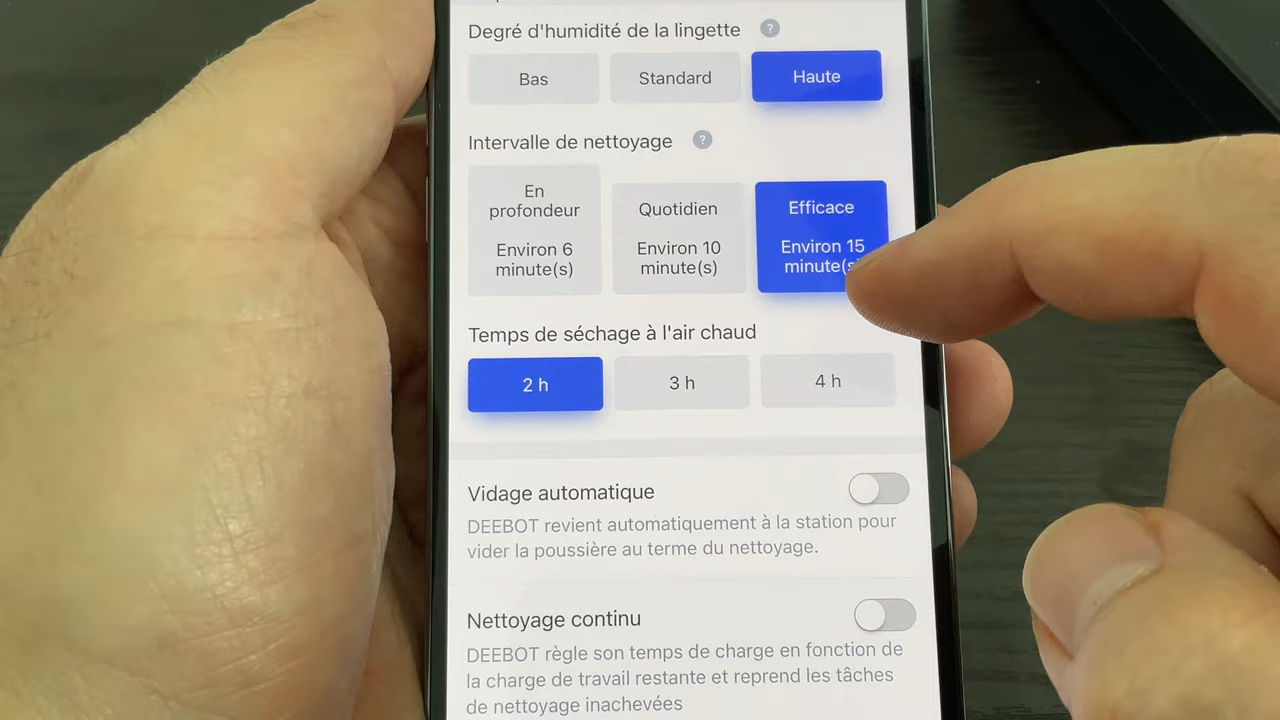 Degré d'humidité de la lingette ?
Bas Standard Haute
Intervalle de nettoyage ?
En
profondeur
Environ 6
minute(s)
Quotidien
Environ 10
minute(s)
Efficace
Environ 15
minute(s
Temps de séchage à l'air chaud
2 h 3 h 4 h
Vidage automatique
DEEBOT revient automatiquement à la station pour
vider la poussière au terme du nettoyage.
Nettoyage continu
DEEBOT règle son temps de charge en fonction de
la charge de travail restante et reprend les tâches
de nettoyage inachevées